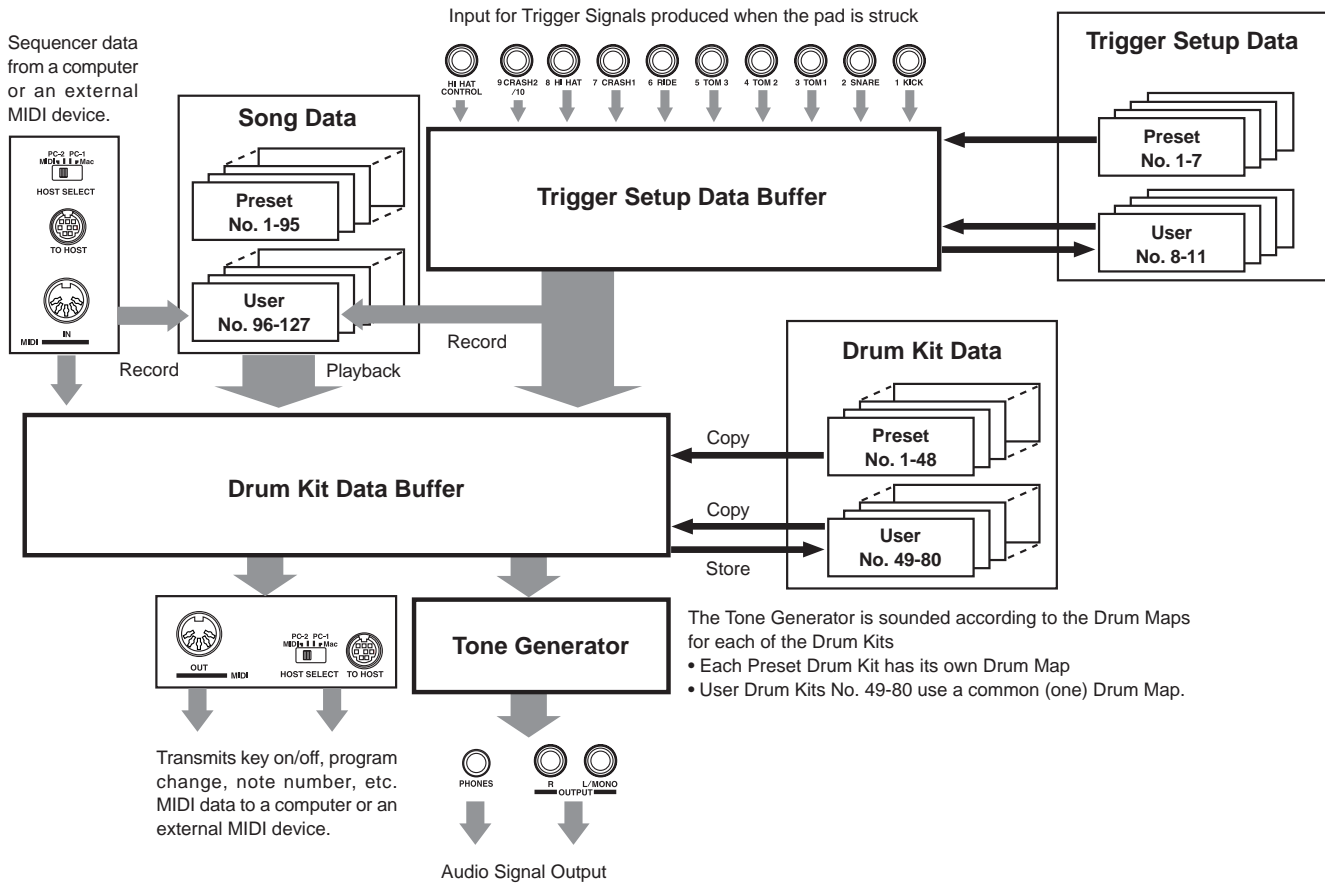 Input for Trigger Signals produced when the pad is struck
Sequencer data
from a computer
or an external
MIDI device.
PC-2 PC-1
MIDI Mac
HOST SELECT
TO HOST
IN
MIDI
Song Data
Preset
No. 1-95
User
No. 96-127
HI HAT
CONTROL
9 CRASH2
/10
8 HI HAT
7 CRASH1
6 RIDE
5 TOM 3
4 TOM 2
3 TOM1
2 SNARE
1 KICK
Trigger Setup Data Buffer
Trigger Setup Data
Preset
No. 1-7
User
No. 8-11
Record
Playback
Record
Drum Kit Data Buffer
Copy
Copy
Store
Drum Kit Data
Preset
No. 1-48
User
No. 49-80
OUT
MIDI
PC-2 PC-1
MIDI Mac
HOST SELECT
TO HOST
Tone Generator
The Tone Generator is sounded according to the Drum Maps
for each of the Drum Kits
• Each Preset Drum Kit has its own Drum Map
• User Drum Kits No. 49-80 use a common (one) Drum Map.
Transmits key on/off, program
change, note number, etc.
MIDI data to a computer or an
external MIDI device.
PHONES
R
L/MONO
OUTPUT
Audio Signal Output